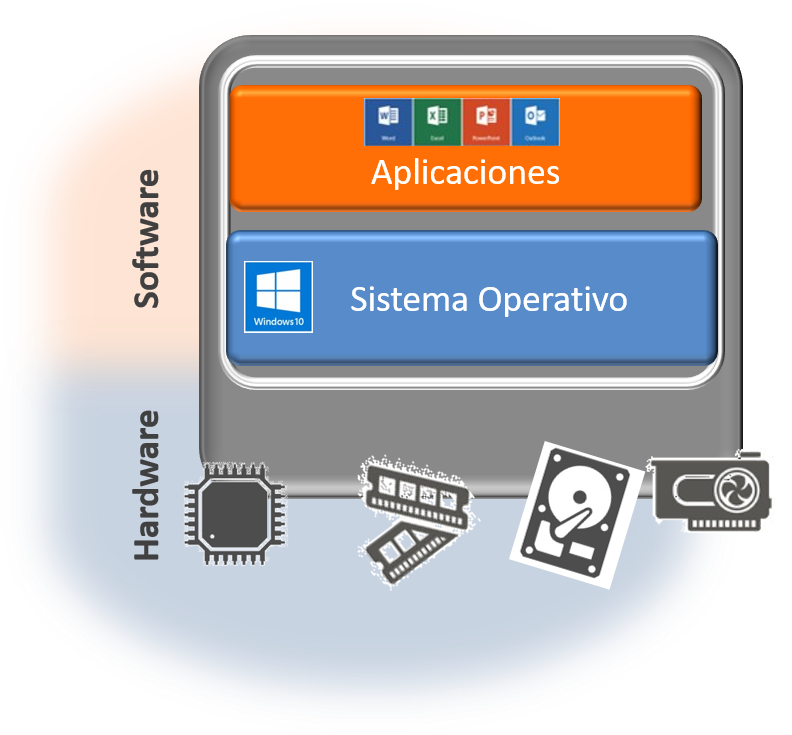 Word Excel PowerPoint Outlook
Aplicaciones
Software
Sistema Operativo
Windows10
Hardware